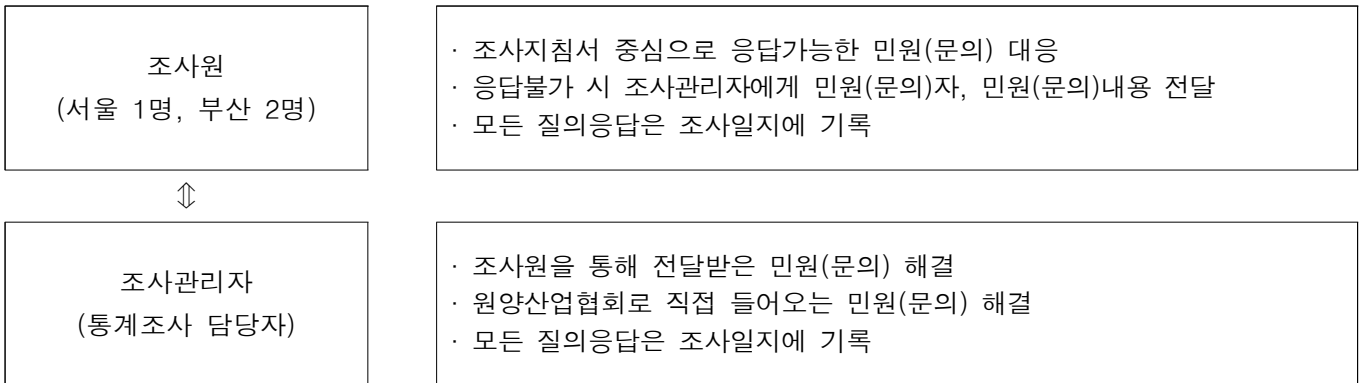 조사원
(서울 1명, 부산 2명)
· 조사지침서 중심으로 응답가능한 민원(문의) 대응
· 응답불가 시 조사관리자에게 민원(문의)자, 민원(문의)내용 전달
· 모든 질의응답은 조사일지에 기록
⇕
조사관리자
(통계조사 담당자)
· 조사원을 통해 전달받은 민원(문의) 해결
· 원양산업협회로 직접 들어오는 민원(문의) 해결
· 모든 질의응답은 조사일지에 기록